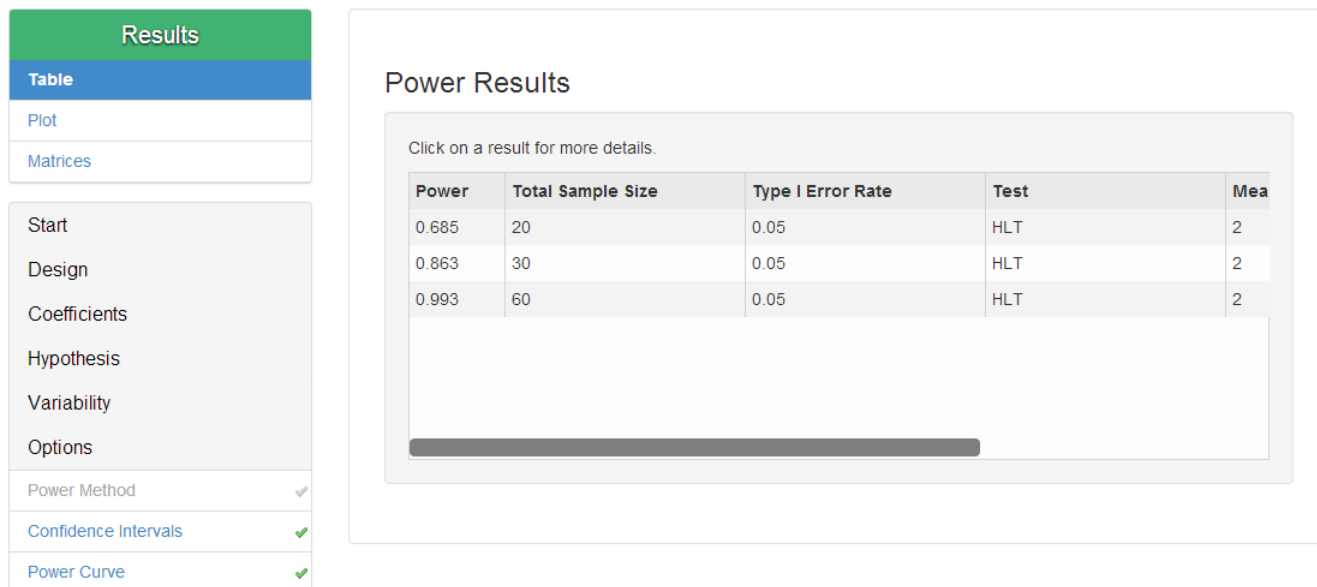 Results
Table
Plot
Matrices
Start
Design
Coefficients
Hypothesis
Variability
Options
Power Method
Confidence Intervals
Power Curve
Power Results
Click on a result for more details.
Power Total Sample Size Type I Error Rate Test Mea
0.685 20 0.05 HLT 2
0.863 30 0.05 HLT 2
0.993 60 0.05 HLT 2